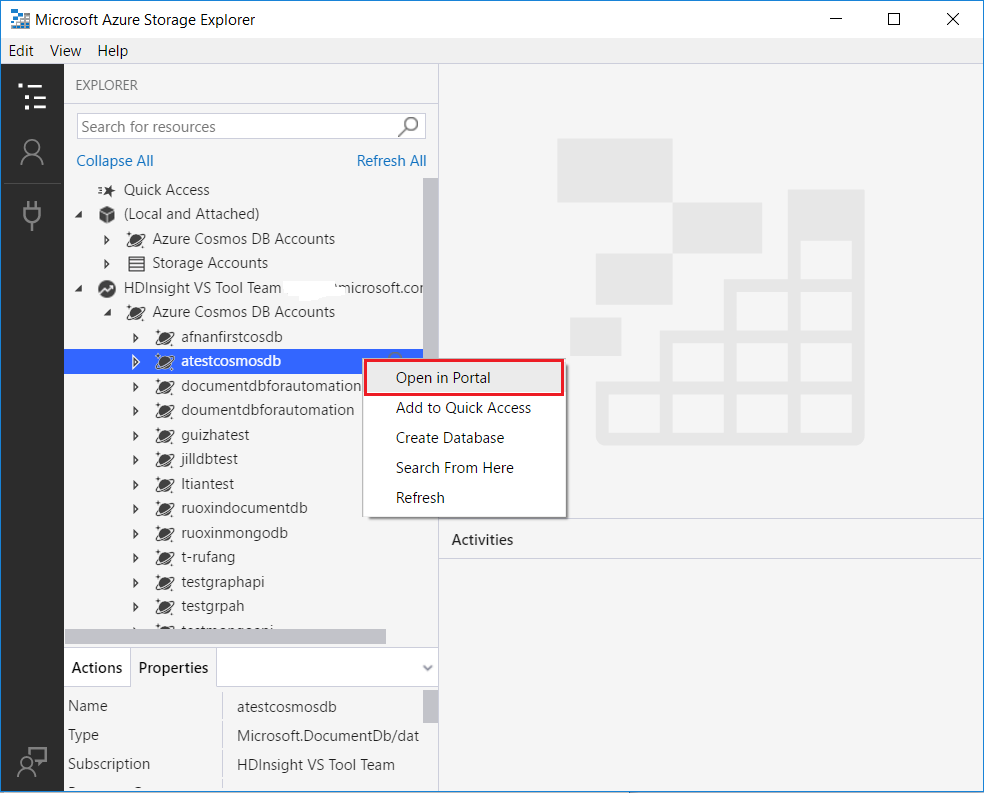 Microsoft Azure Storage Explorer
Edit View Help
EXPLORER
Search for resources
Collapse All Refresh All
Quick Access
(Local and Attached)
Azure Cosmos DB Accounts
Storage Accounts
HDInsight VS Tool Team microsoft.cor
Azure Cosmos DB Accounts
afnanfirstcosdb
atestcosmosdb
documentdbforautomation
doumentdbforautomation
guizhatest
jilldbtest
ltiantest
ruoxindocumentdb
ruoxinmongodb
t-rufang
testgraphapi
testgrpah
Open in Portal
Add to Quick Access
Create Database
Search From Here
Refresh
Activities
Actions Properties
Name atestcosmosdb
Type Microsoft.DocumentDb/dat
Subscription HDInsight VS Tool Team